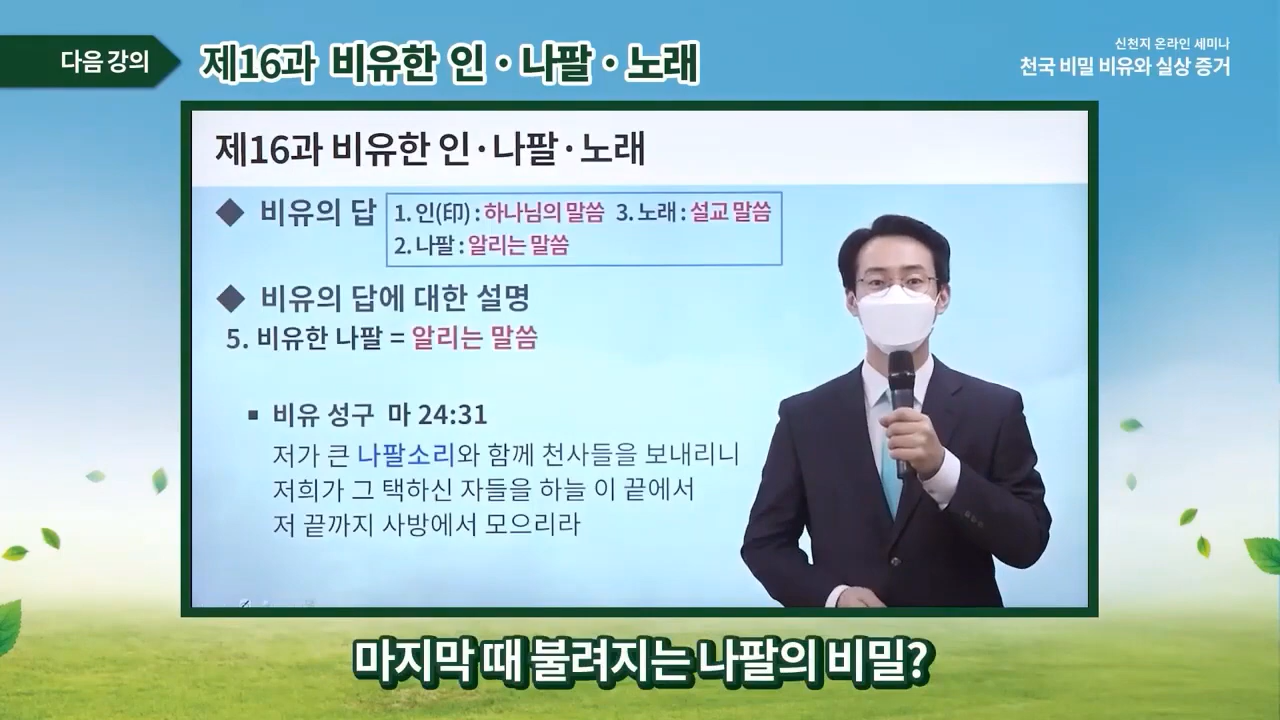 다음 강의
제16과 비유한 인·나팔·노래
신천지 온라인 세미나
천국 비밀 비유와 실상 증거
제16과 비유한 인·나팔·노래
◆ 비유의 답
1. 인(印) : 하나님의 말씀 3. 노래 : 설교 말씀
2. 나팔 : 알리는 말씀
◆ 비유의 답에 대한 설명
5. 비유한 나팔 = 알리는 말씀
▪ 비유 성구 마 24:31
저가 큰 나팔소리와 함께 천사들을 보내리니
저희가 그 택하신 자들을 하늘 이 끝에서
저 끝까지 사방에서 모으리라
마지막 때 불려지는 나팔의 비밀?